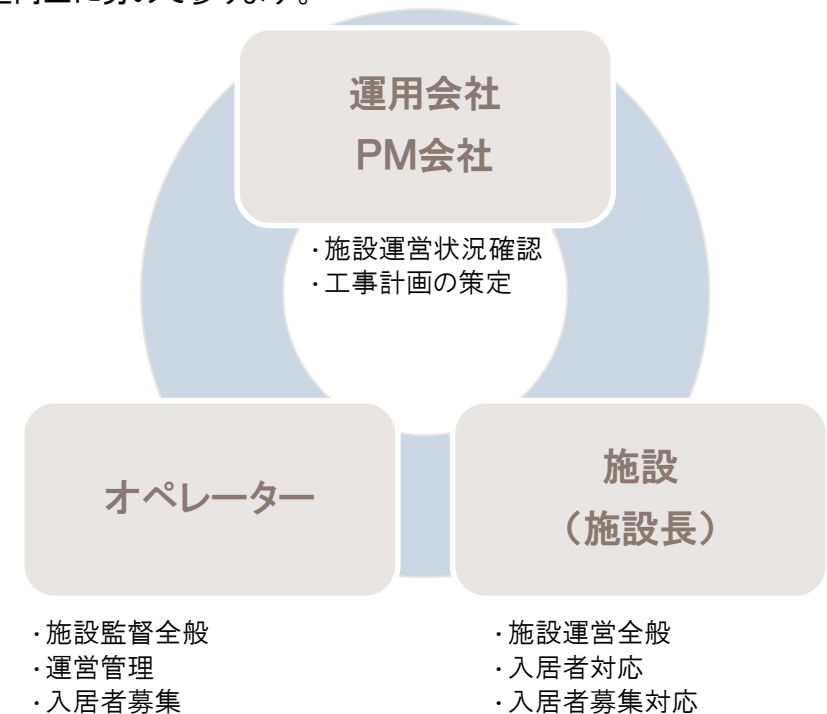 に努めて参ります。
運用会社
PM会社
・施設運営状況確認
・工事計画の策定
オペレーター
施設
（施設長）
・施設監督全般
・運営管理
・入居者募集
・施設運営全般
・入居者対応
・入居者募集対応